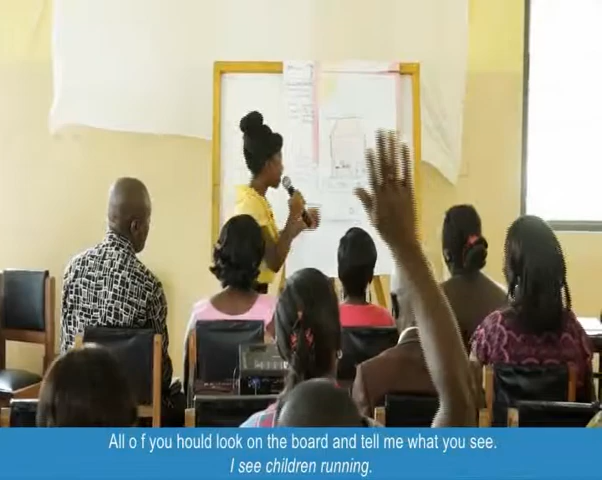 All o f you hould look on the board and tell me what you see.
I see children running.